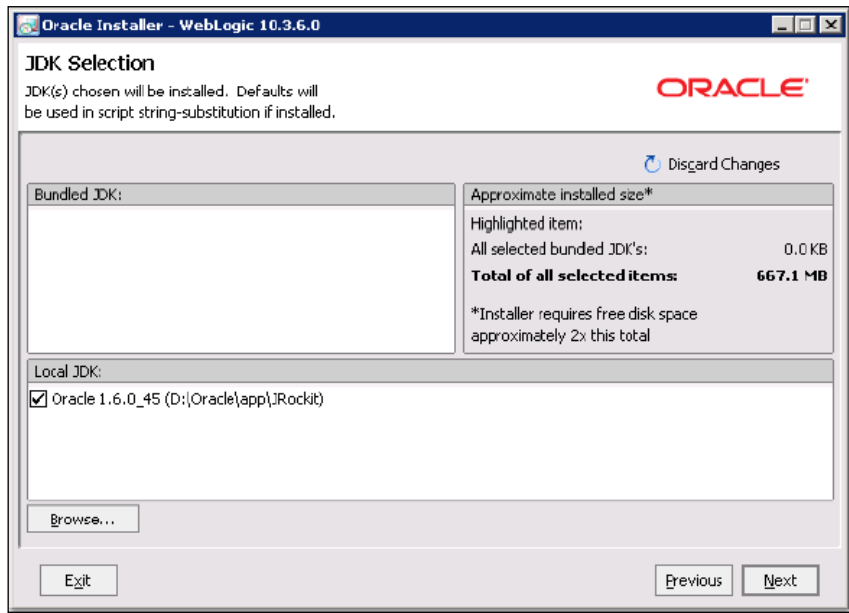 Oracle Installer - WebLogic 10.3.6.0
JDK Selection
JDK(s) chosen will be installed. Defaults will
be used in script string-substitution if installed.
ORACLE
Discard Changes
Bundled JDK:
Approximate installed size*
Highlighted item:
All selected bundled JDK's: 0.0 KB
Total of all selected items: 667.1 MB
*Installer requires free disk space
approximately 2x this total
Local JDK:
Oracle 1.6.0_45 (D:\Oracle\app\JRockit)
Browse...
Exit
Previous
Next